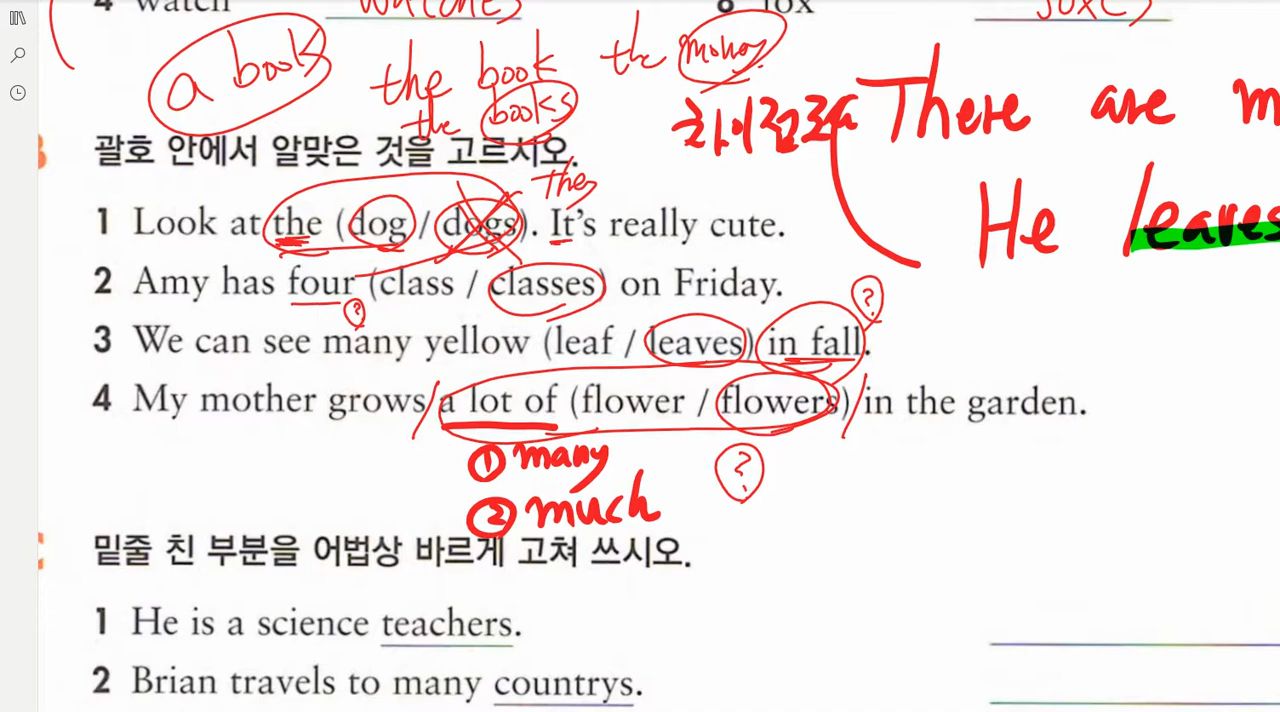 4 watch watches 8 fox
a book the book the money
the books
There are m
괄호 안에서 알맞은 것을 고르시오.
He leaves
1 Look at the (dog / dogs). It's really cute.
2 Amy has four (class / classes) on Friday.
?
?
3 We can see many yellow (leaf / leaves) in fall.
4 My mother grows / a lot of (flower / flowers) / in the garden.
① many
?
② much
밑줄 친 부분을 어법상 바르게 고쳐 쓰시오.
1 He is a science teachers.
2 Brian travels to many countrys.